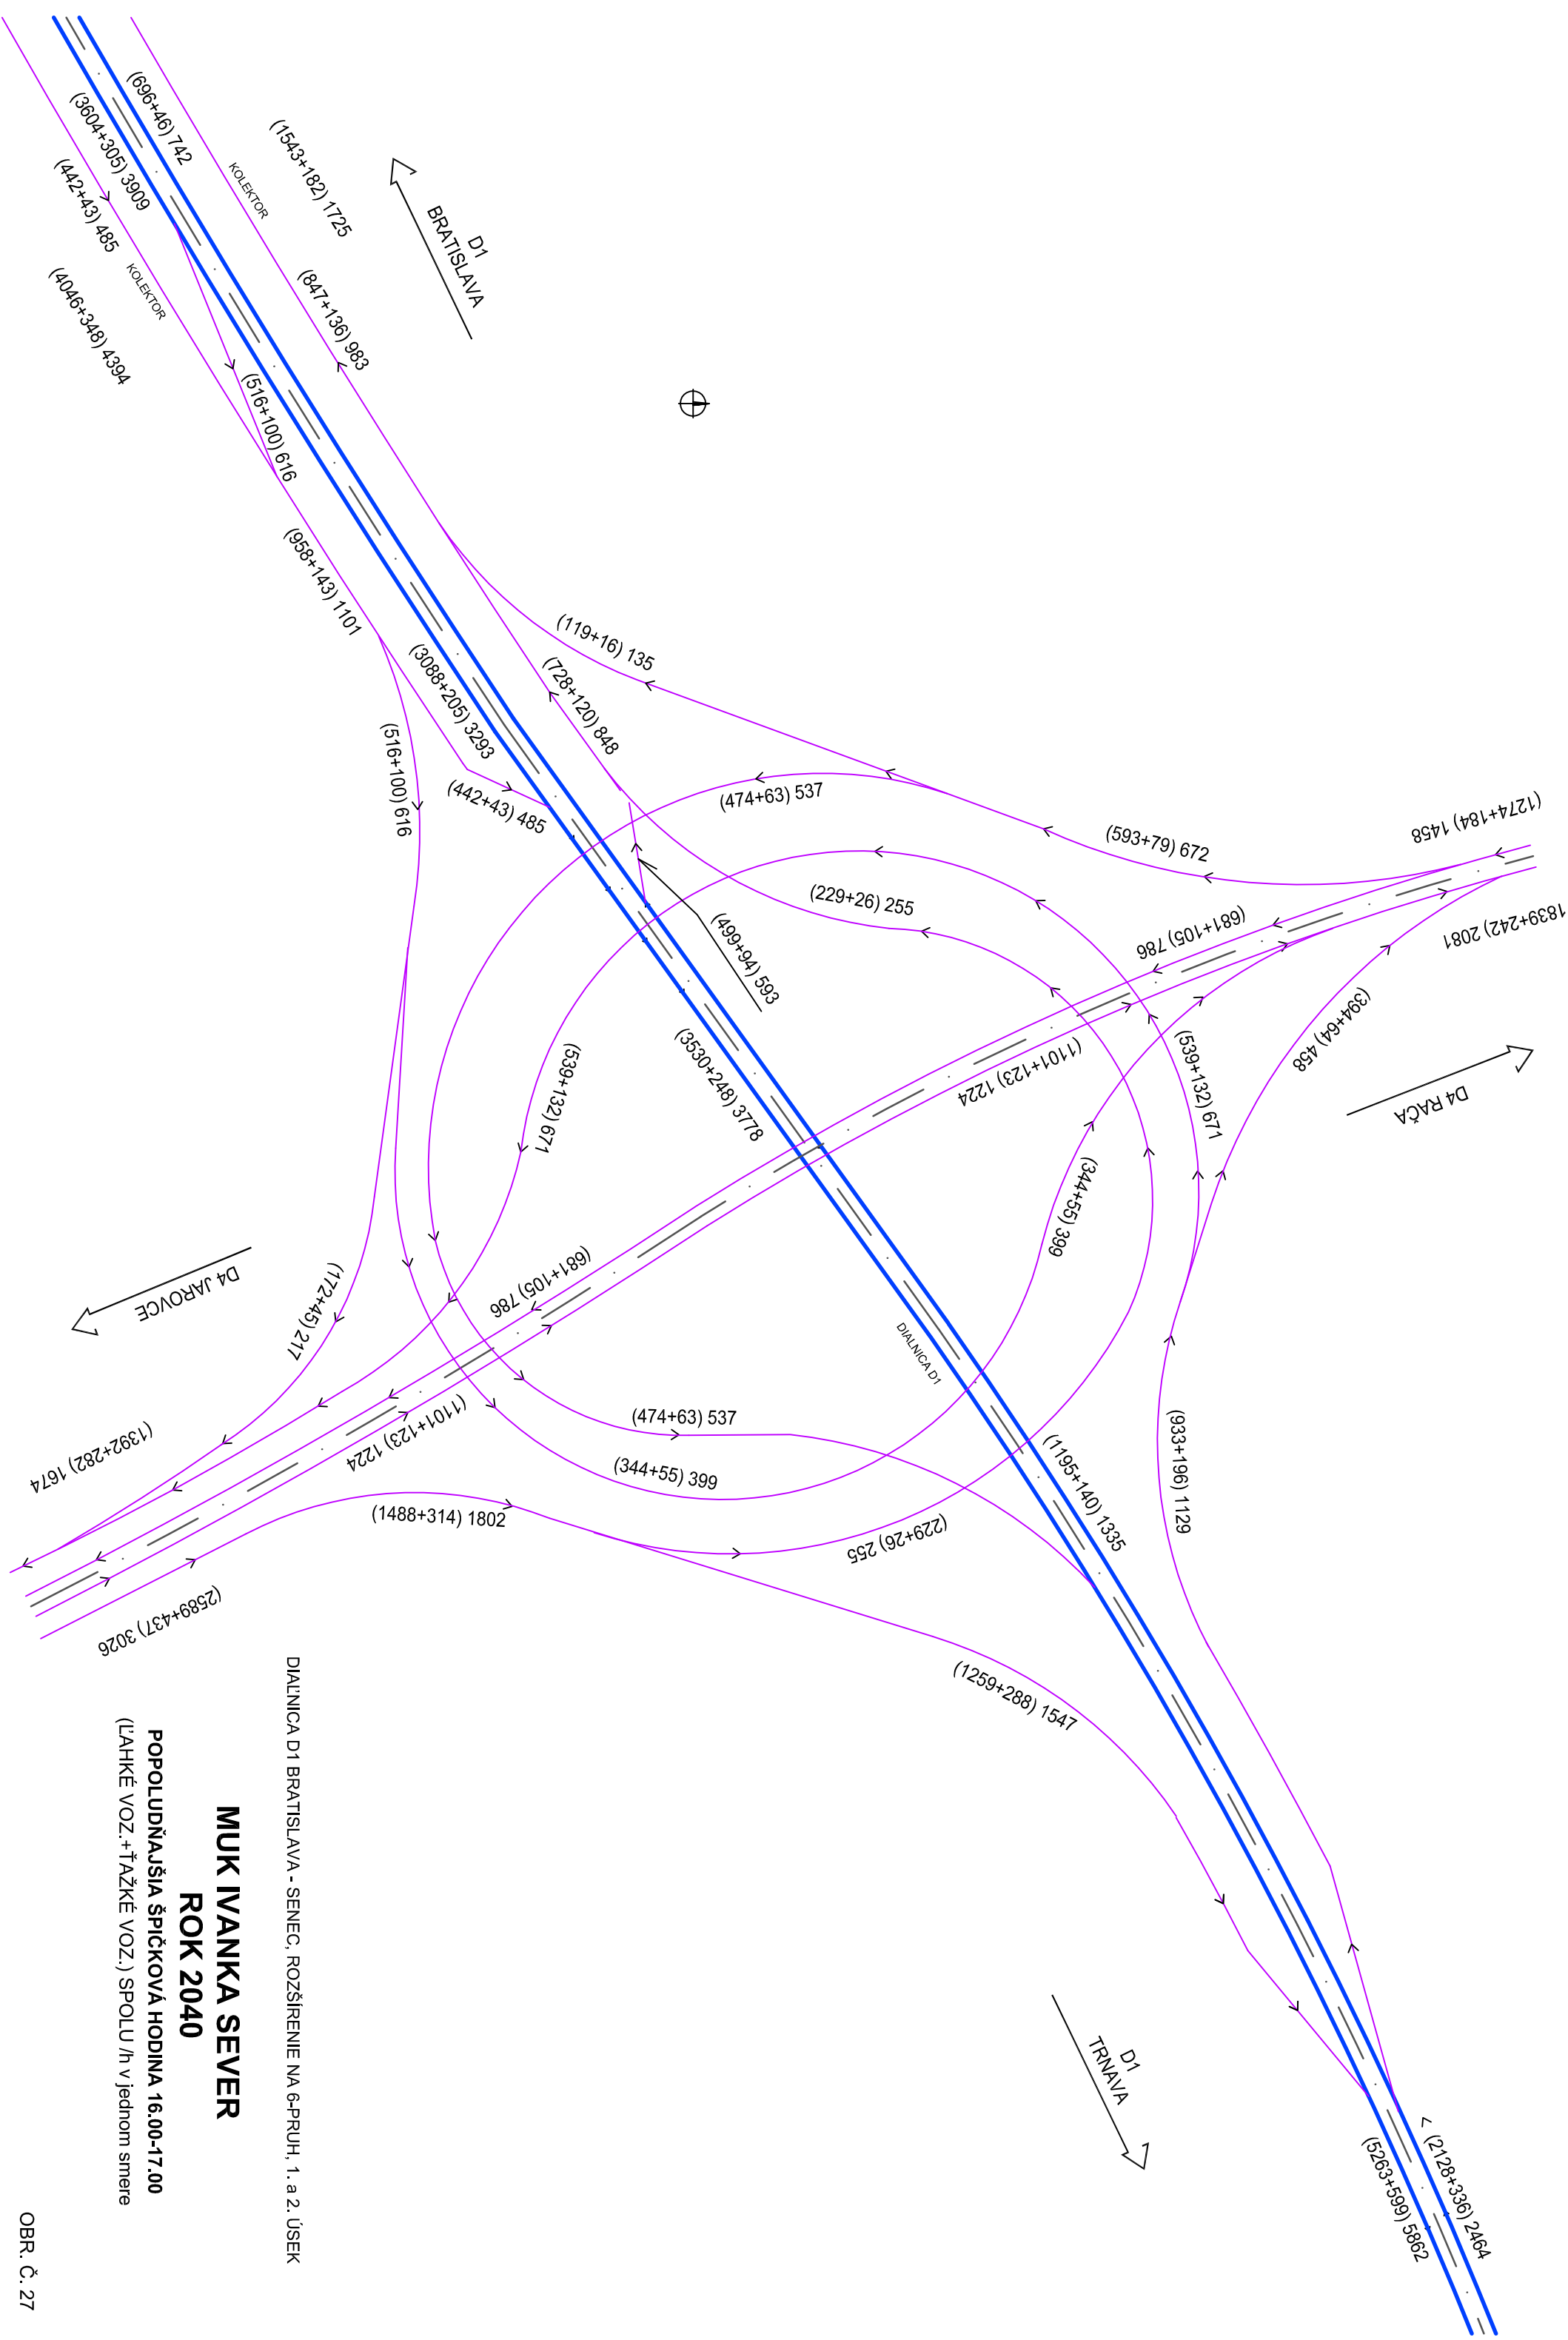 (696+46) 742
(3604+305) 3909
(442+43) 485
(4046+348) 4394
KOLEKTOR
KOLEKTOR
(1543+182) 1725
D1
BRATISLAVA
(847+136) 983
(516+100) 616
(958+143) 1101
(119+16) 135
(728+120) 848
(3088+205) 3293
(442+43) 485
(516+100) 616
(474+63) 537
(593+79) 672
(1274+184) 1458
(229+26) 255
(681+105) 786
1839+242) 2081
(499+94) 593
(394+64) 458
(3530+248) 3778
(1101+123) 1224
(539+132) 671
D4 RAČA
(539+132) 671
(344+55) 399
D4 JAROVCE
(172+45) 217
(681+105) 786
DIALNICA D1
(1392+282) 1674
(1101+123) 1224
(474+63) 537
(344+55) 399
(1488+314) 1802
(229+26) 255
(1195+140) 1335
(933+196) 1129
(2589+437) 3026
(1259+288) 1547
D1
TRNAVA
< (2128+336) 2464
(5263+599) 5862
DIAĽNICA D1 BRATISLAVA - SENEC, ROZŠÍRENIE NA 6-PRUH, 1. a 2. ÚSEK
MUK IVANKA SEVER
ROK 2040
POPOLUDŇAJŠIA ŠPIČKOVÁ HODINA 16.00-17.00
(ĽAHKÉ VOZ.+ŤAŽKÉ VOZ.) SPOLU /h v jednom smere
OBR. Č. 27